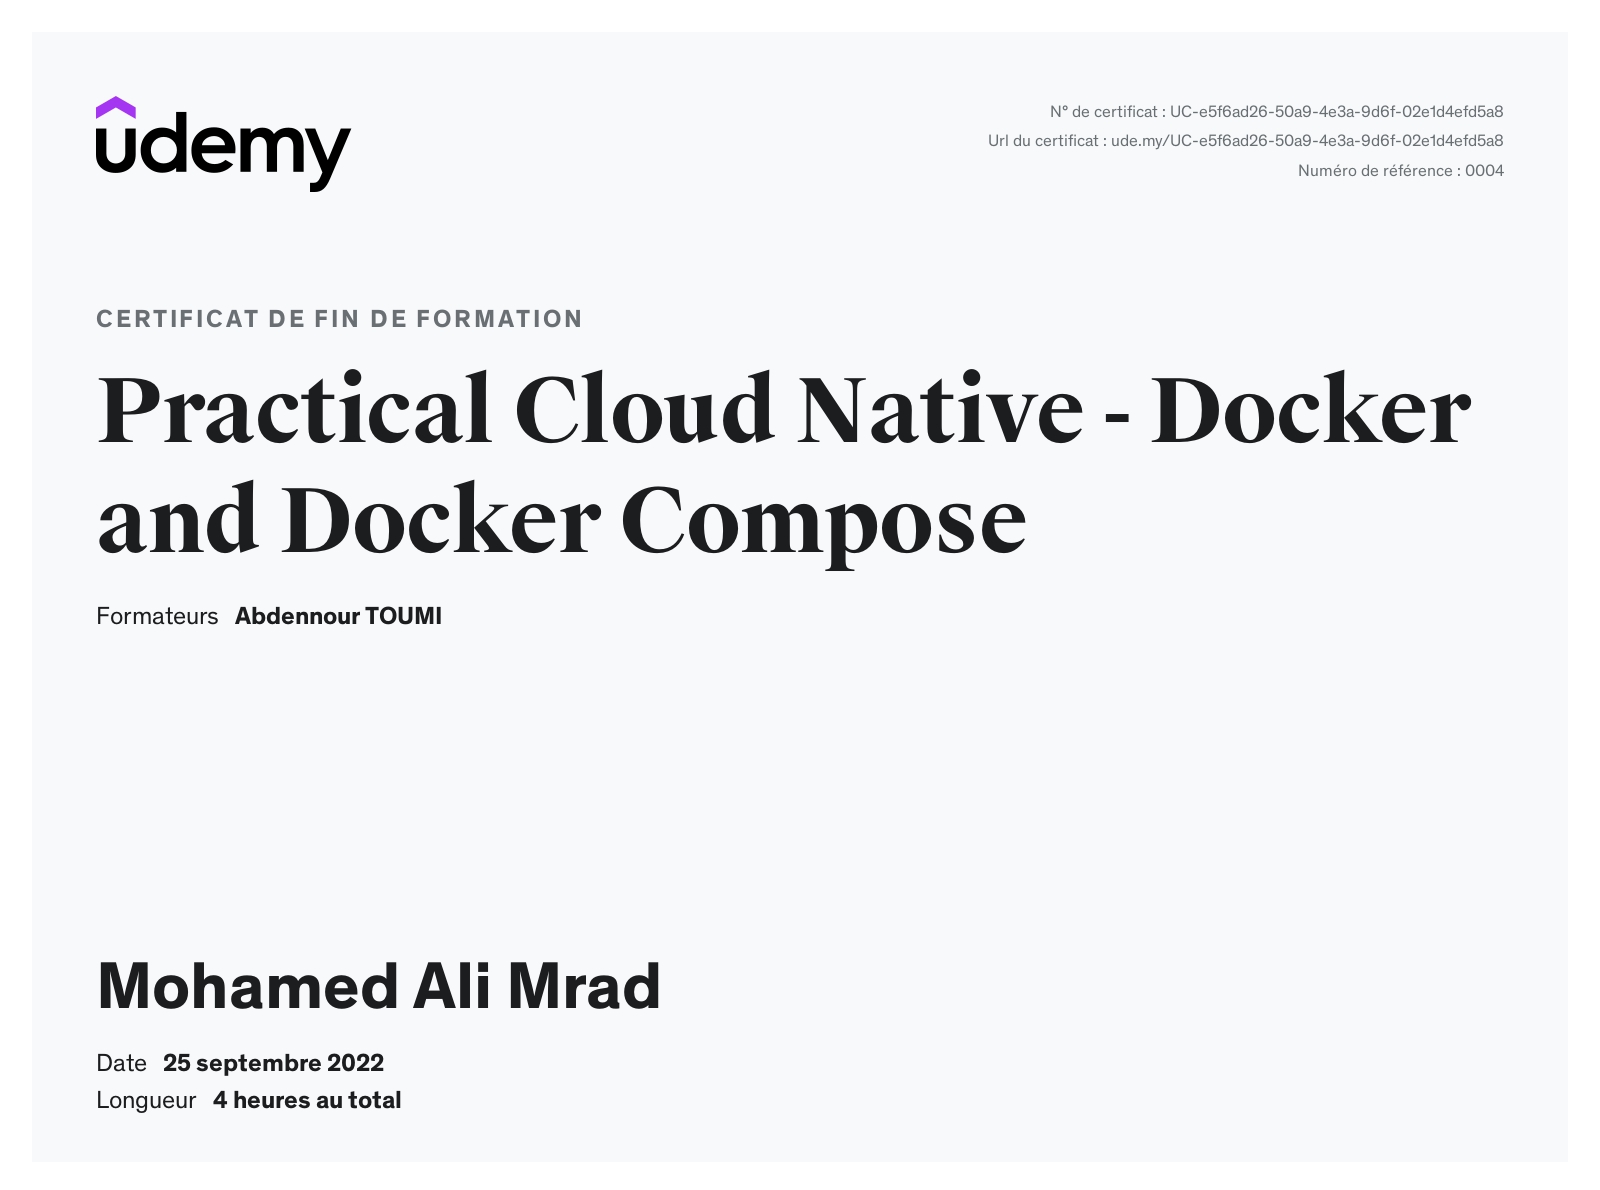 udemy
N° de certificat : UC-e5f6ad26-50a9-4e3a-9d6f-02e1d4efd5a8
Url du certificat : ude.my/UC-e5f6ad26-50a9-4e3a-9d6f-02e1d4efd5a8
Numéro de référence : 0004
CERTIFICAT DE FIN DE FORMATION
Practical Cloud Native - Docker
and Docker Compose
Formateurs Abdennour TOUMI
Mohamed Ali Mrad
Date 25 septembre 2022
Longueur 4 heures au total